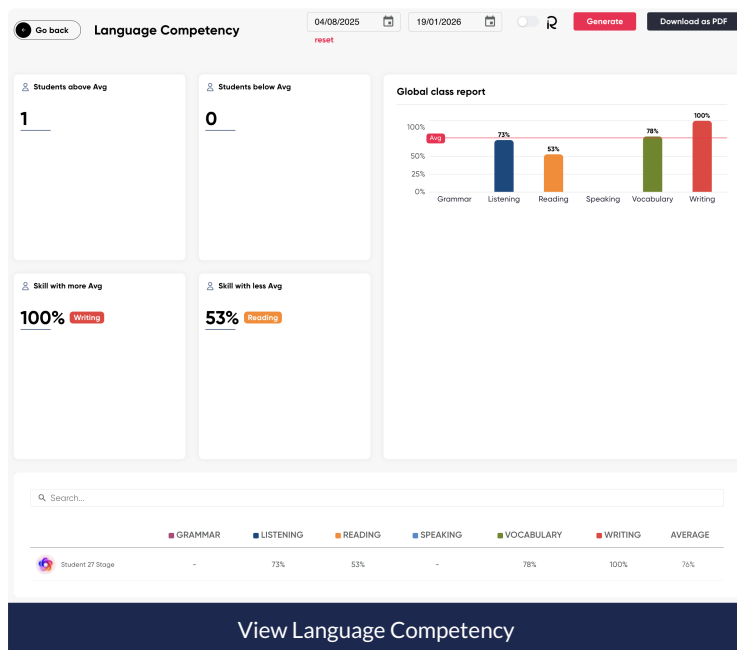 Go back
Language Competency
04/08/2025
19/01/2026
Generate
Download as PDF
reset
Students above Avg
1
Students below Avg
0
Skill with more Avg
100% Writing
Skill with less Avg
53% Reading
Global class report
100%
Avg
50%
25%
0%
73%
53%
78%
100%
Grammar Listening Reading Speaking Vocabulary Writing
Search...
GRAMMAR LISTENING READING SPEAKING VOCABULARY WRITING AVERAGE
Student 27 Stage - 73% 53% - 78% 100% 76%
View Language Competency